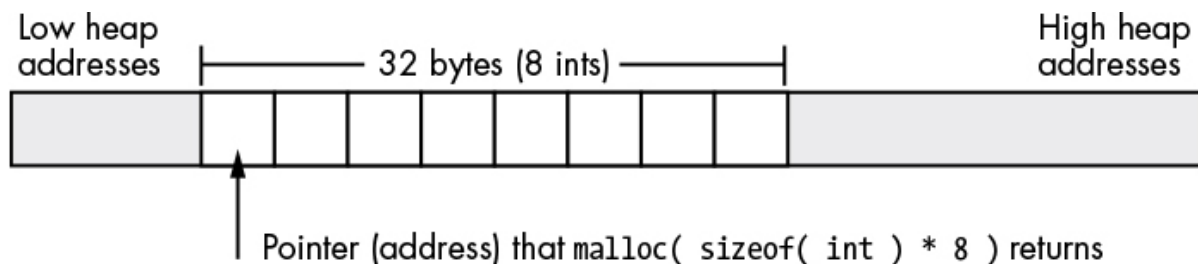 Low heap
addresses
32 bytes (8 ints)
High heap
addresses
Pointer (address) that malloc( sizeof( int ) * 8 ) returns